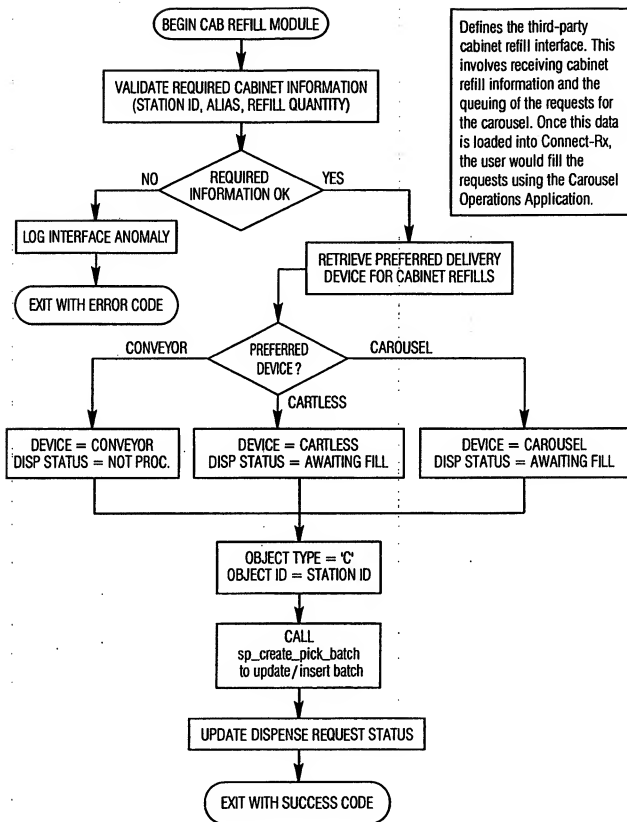 BEGIN CAB REFILL MODULE
Defines the third-party
cabinet refill interface. This
involves receiving cabinet
refill information and the
queuing of the requests for
the carousel. Once this data
is loaded into Connect-Rx,
the user would fill the
requests using the Carousel
Operations Application.
VALIDATE REQUIRED CABINET INFORMATION
(STATION ID, ALIAS, REFILL QUANTITY)
NO
REQUIRED
INFORMATION OK
YES
LOG INTERFACE ANOMALY
EXIT WITH ERROR CODE
RETRIEVE PREFERRED DELIVERY
DEVICE FOR CABINET REFILLS
CONVEYOR
PREFERRED
DEVICE ?
CAROUSEL
CARTLESS
DEVICE = CONVEYOR
DISP STATUS = NOT PROC.
DEVICE = CARTLESS
DISP STATUS = AWAITING FILL
DEVICE = CAROUSEL
DISP STATUS = AWAITING FILL
OBJECT TYPE = 'C'
OBJECT ID = STATION ID
CALL
sp_create_pick_batch
to update/insert batch
UPDATE DISPENSE REQUEST STATUS
EXIT WITH SUCCESS CODE